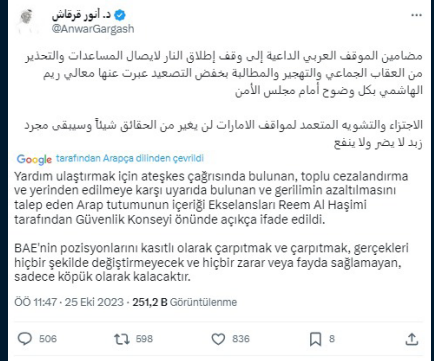 د. أنور قرقاش
@AnwarGargash
مضامين الموقف العربي الداعية إلى وقف إطلاق النار لايصال المساعدات والتحذير
من العقاب الجماعي والتهجير والمطالبة بخفض التصعيد عبرت عنها معالي ريم
الهاشمي بكل وضوح أمام مجلس الأمن
الاجتزاء والتشويه المتعمد لمواقف الامارات لن يغير من الحقائق شيئاً وسيبقى مجرد
زبد لا يضر ولا ينفع
Google tarafından Arapça dilinden çevrildi
Yardım ulaştırmak için ateşkes çağrısında bulunan, toplu cezalandırma
ve yerinden edilmeye karşı uyarıda bulunan ve gerilimin azaltılmasını
talep eden Arap tutumunun içeriği Ekselansları Reem Al Haşimi
tarafından Güvenlik Konseyi önünde açıkça ifade edildi.
BAE'nin pozisyonlarını kasıtlı olarak çarpıtmak ve çarpıtmak, gerçekleri
hiçbir şekilde değiştirmeyecek ve hiçbir zarar veya fayda sağlamayan,
sadece köpük olarak kalacaktır.
ÖÖ 11:47 · 25 Eki 2023 · 251,2 B Görüntülenme
506 598 836 8